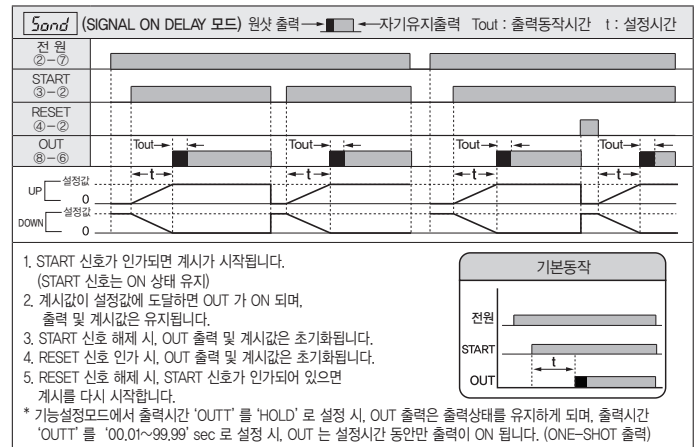 Sond (SIGNAL ON DELAY 모드) 원샷 출력 자기유지출력 Tout : 출력동작시간 t : 설정시간
전 원
②-⑦
START
③-②
RESET
④-②
OUT
⑧-⑥
Tout Tout Tout Tout
t t t t
UP 설정값
0
DOWN 설정값
0
1. START 신호가 인가되면 계시가 시작됩니다.
(START 신호는 ON 상태 유지)
2. 계시값이 설정값에 도달하면 OUT 가 ON 되며,
출력 및 계시값은 유지됩니다.
3. START 신호 해제 시, OUT 출력 및 계시값은 초기화됩니다.
4. RESET 신호 인가 시, OUT 출력 및 계시값은 초기화됩니다.
5. RESET 신호 해제 시, START 신호가 인가되어 있으면
계시를 다시 시작합니다.
기본동작
전원
START
t
OUT
* 기능설정모드에서 출력시간 'OUTT' 를 'HOLD' 로 설정 시, OUT 출력은 출력상태를 유지하게 되며, 출력시간
'OUTT' 를 '00.01~99.99' sec 로 설정 시, OUT 는 설정시간 동안만 출력이 ON 됩니다. (ONE-SHOT 출력)